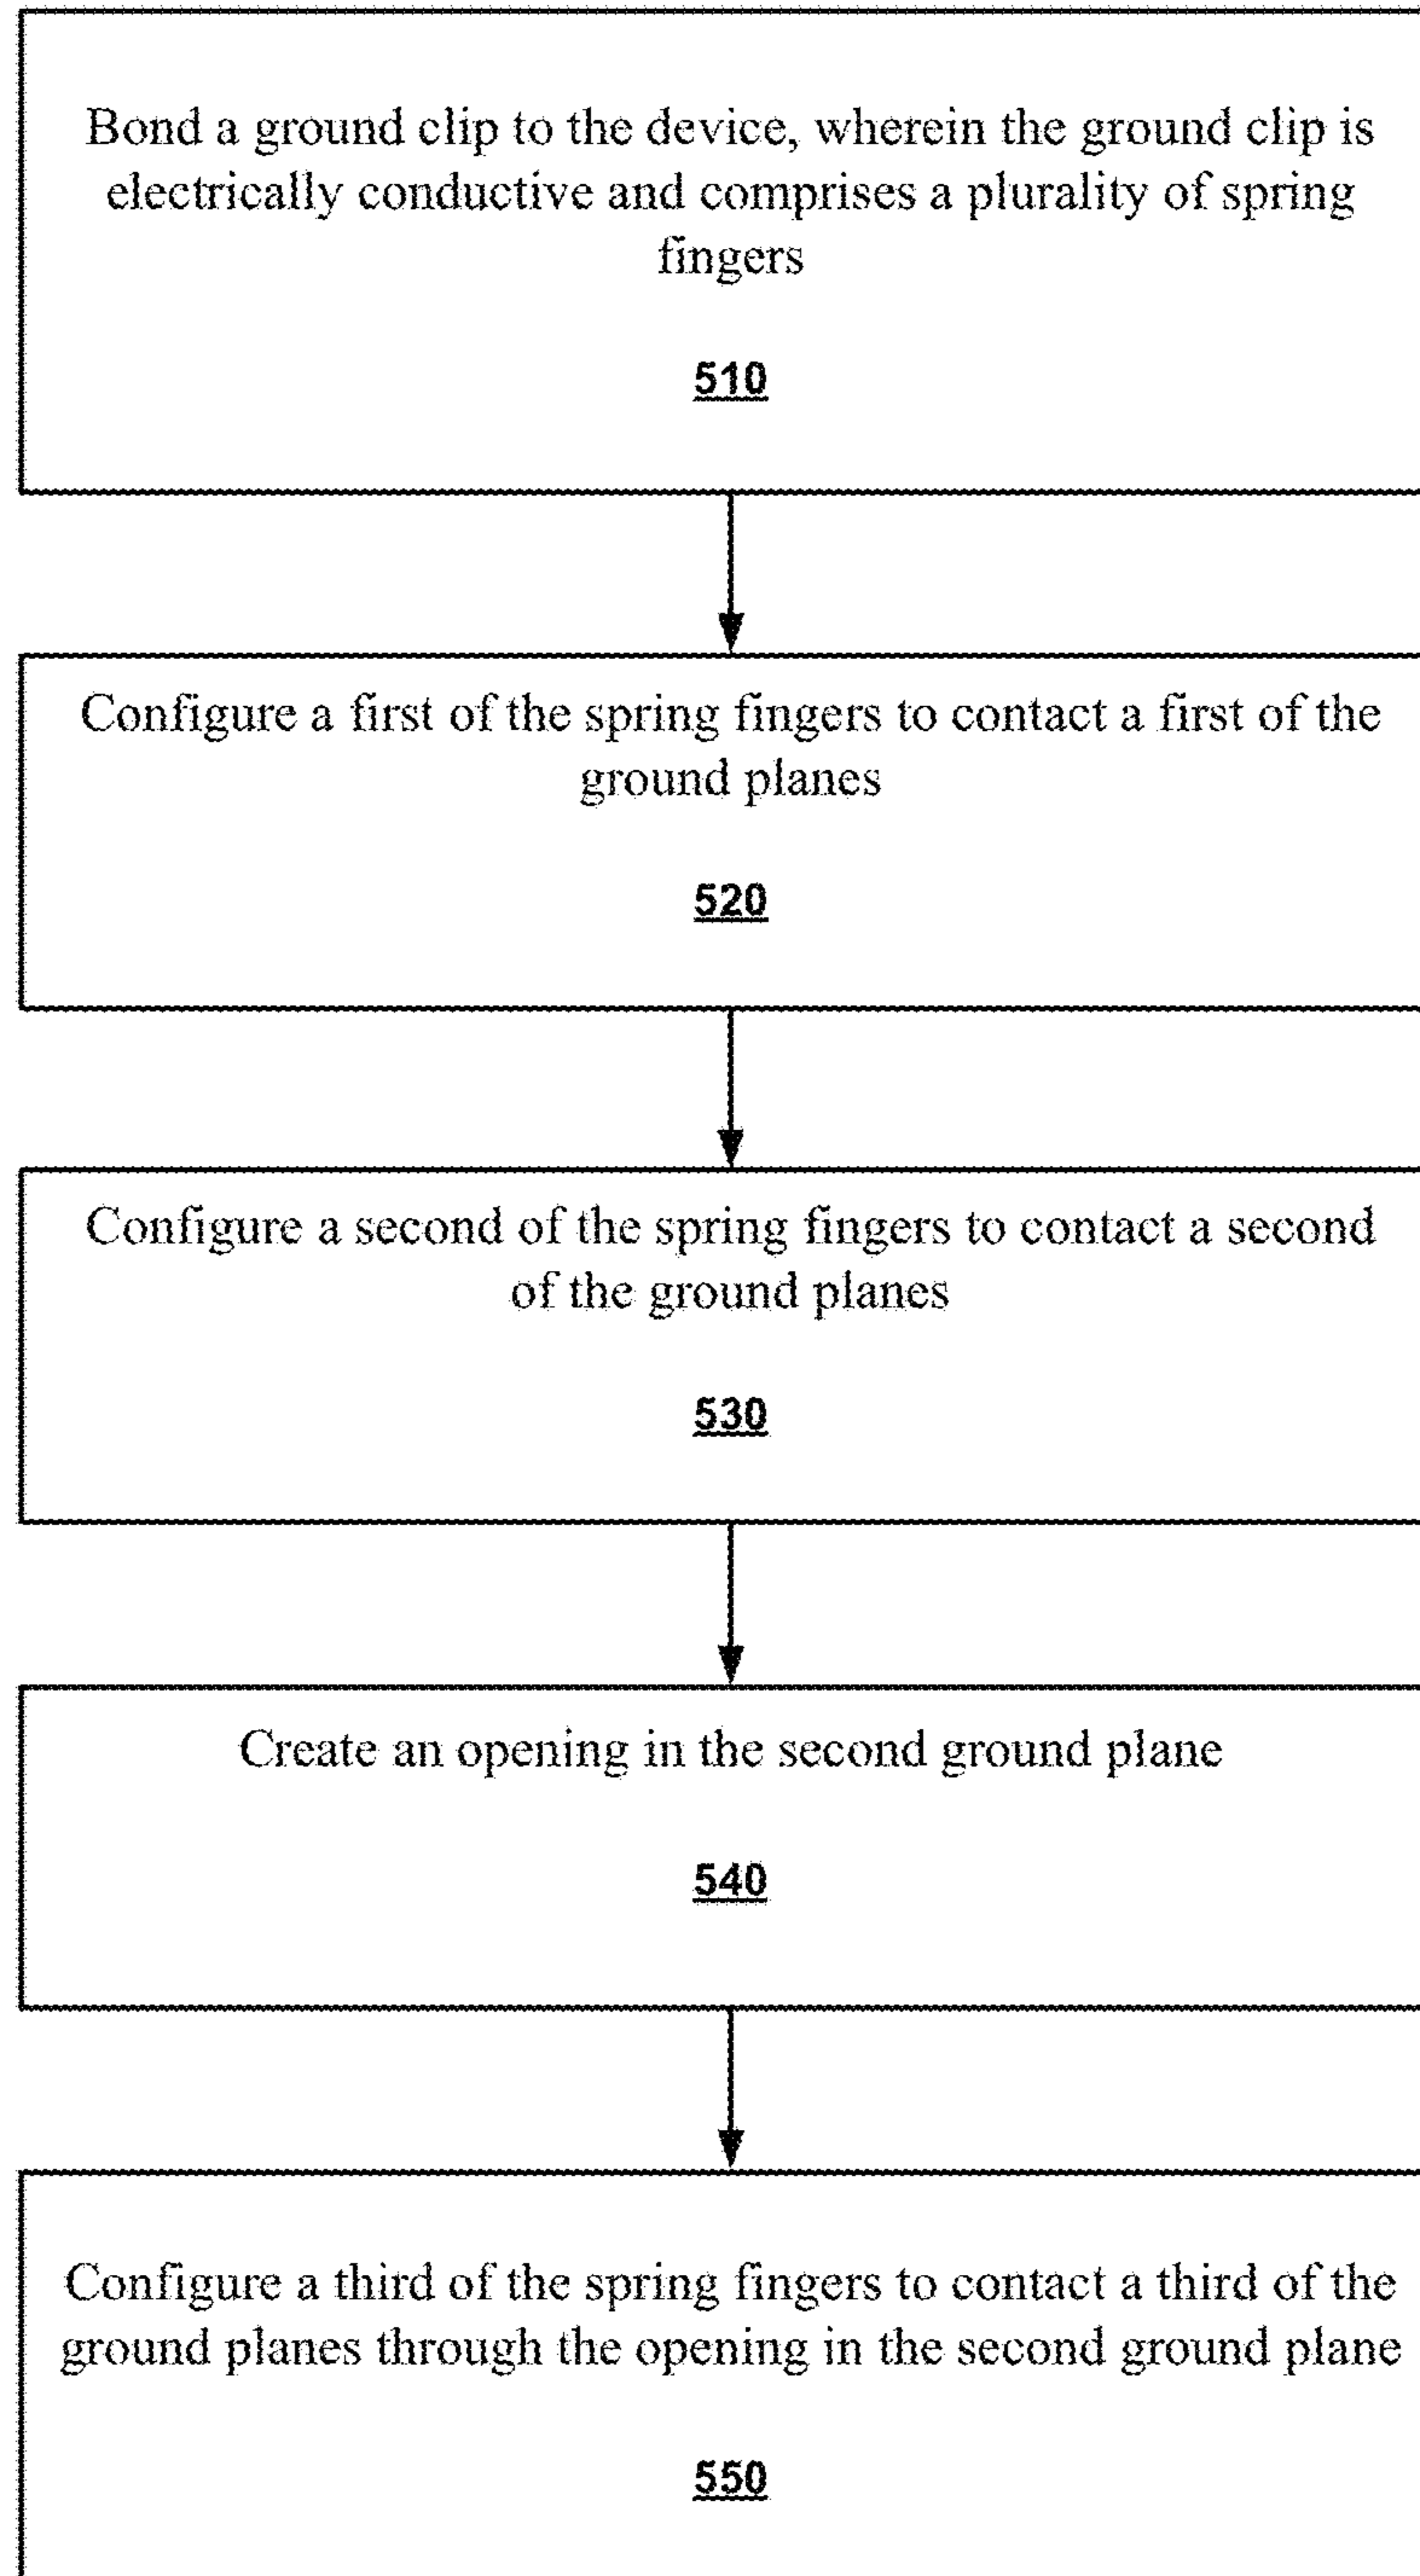 Bond a ground clip to the device, wherein the ground clip is
electrically conductive and comprises a plurality of spring
fingers
510
Configure a first of the spring fingers to contact a first of the
ground planes
520
Configure a second of the spring fingers to contact a second
of the ground planes
530
Create an opening in the second ground plane
540
Configure a third of the spring fingers to contact a third of the
ground planes through the opening in the second ground plane
550